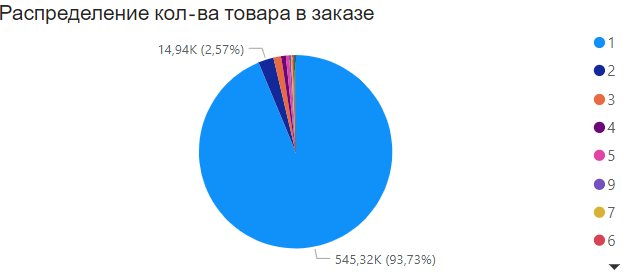 Распределение кол-ва товара в заказе
14,94K (2,57%)
545,32K (93,73%)
1
2
3
4
5
9
7
6